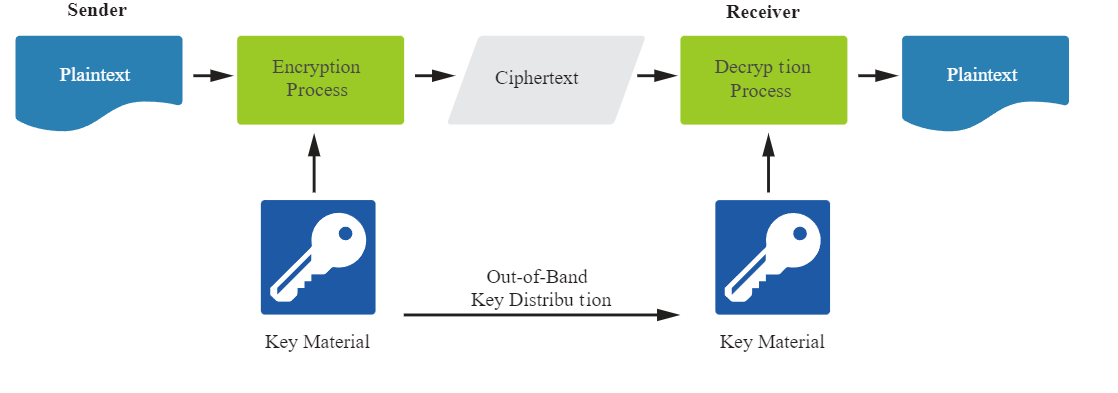 Sender
Receiver
Plaintext
Encryption
Process
Ciphertext
Decryp tion
Process
Plaintext
Out-of-Band
Key Distribu tion
Key Material
Key Material